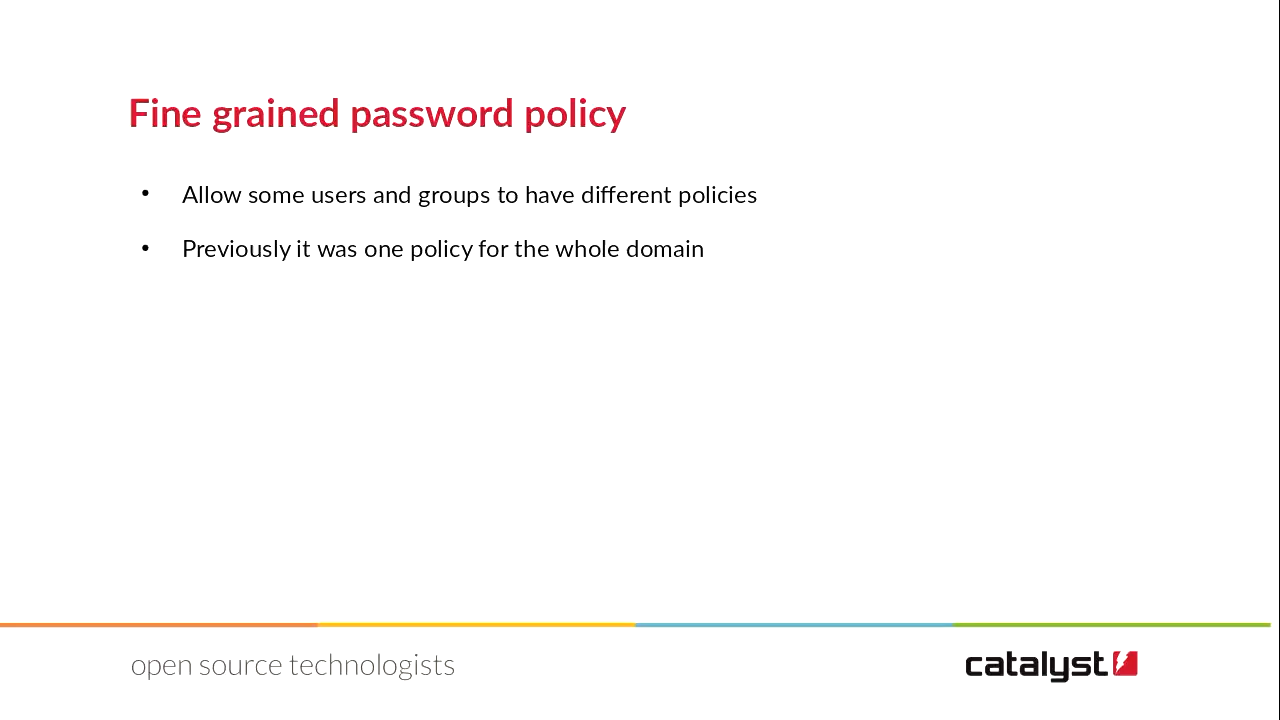 Fine grained password policy
• Allow some users and groups to have different policies
• Previously it was one policy for the whole domain
open source technologists
catalyst